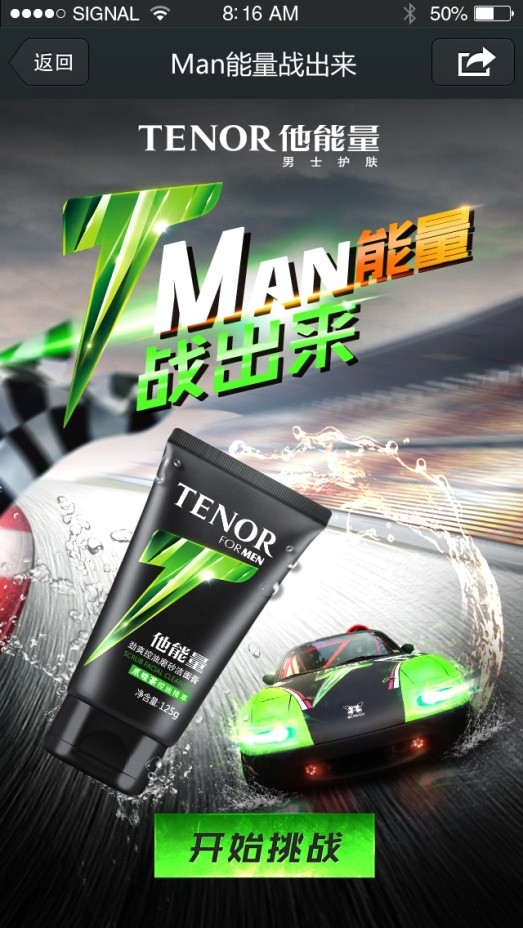 SIGNAL 8:16 AM 50%
返回 Man能量战出来
TENOR他能量
男士护肤
T MAN能量
战出来
TENOR
FOR MEN
他能量
劲爽控油磨砂洁面膏
SCRUB FACIAL CLEAN
净含量:125g
开始挑战